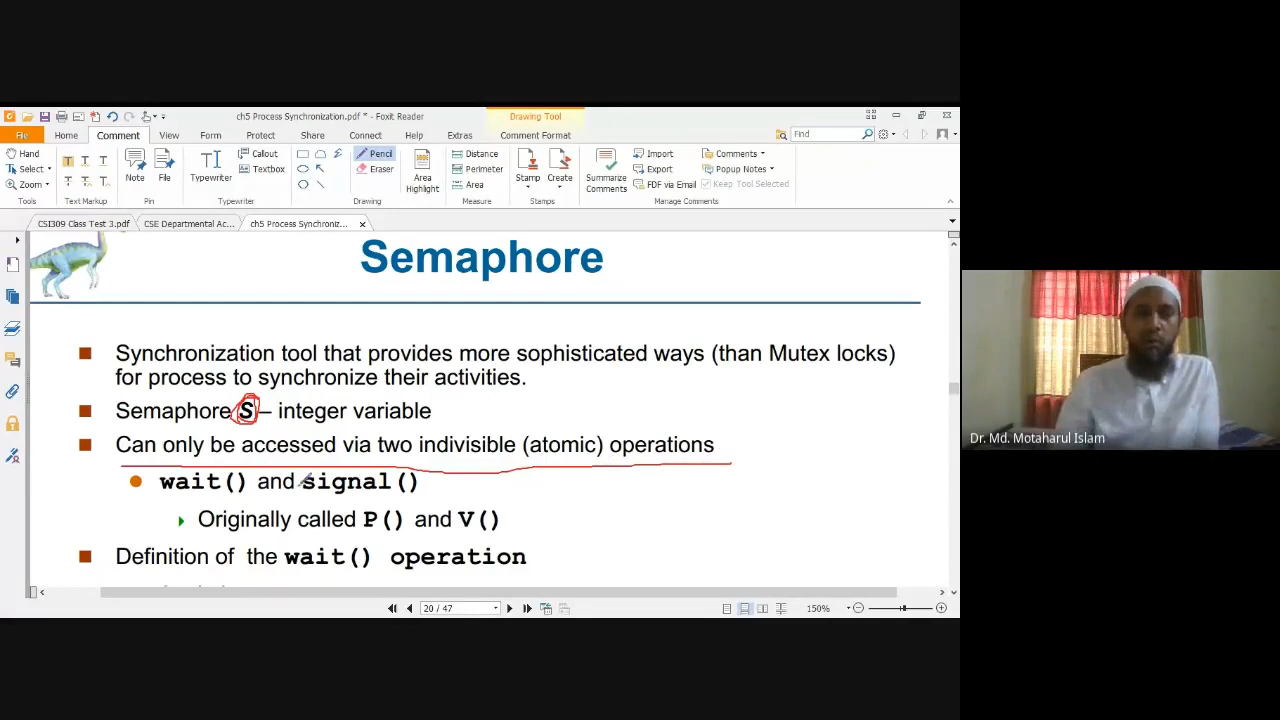 ch5 Process Synchronization.pdf * - Foxit Reader
Drawing Tool
File Home Comment View Form Protect Share Connect Help Extras Comment Format
Find
Hand
Select
Zoom
Tools
Text Markup
Note
File
Pin
Typewriter
Callout
Textbox
Typewriter
Pencil
Eraser
Drawing
Area Highlight
Distance
Perimeter
Area
Measure
Stamp
Create
Stamps
Summarize Comments
Import
Export
FDF via Email
Comments
Popup Notes
Keep Tool Selected
Manage Comments
CSI309 Class Test 3.pdf
CSE Departmental Ac...
ch5 Process Synchroniz...
Semaphore
Synchronization tool that provides more sophisticated ways (than Mutex locks)
for process to synchronize their activities.
Semaphore S – integer variable
Can only be accessed via two indivisible (atomic) operations
wait() and signal()
Originally called P() and V()
Definition of the wait() operation
20 / 47
150%
Dr. Md. Motaharul Islam